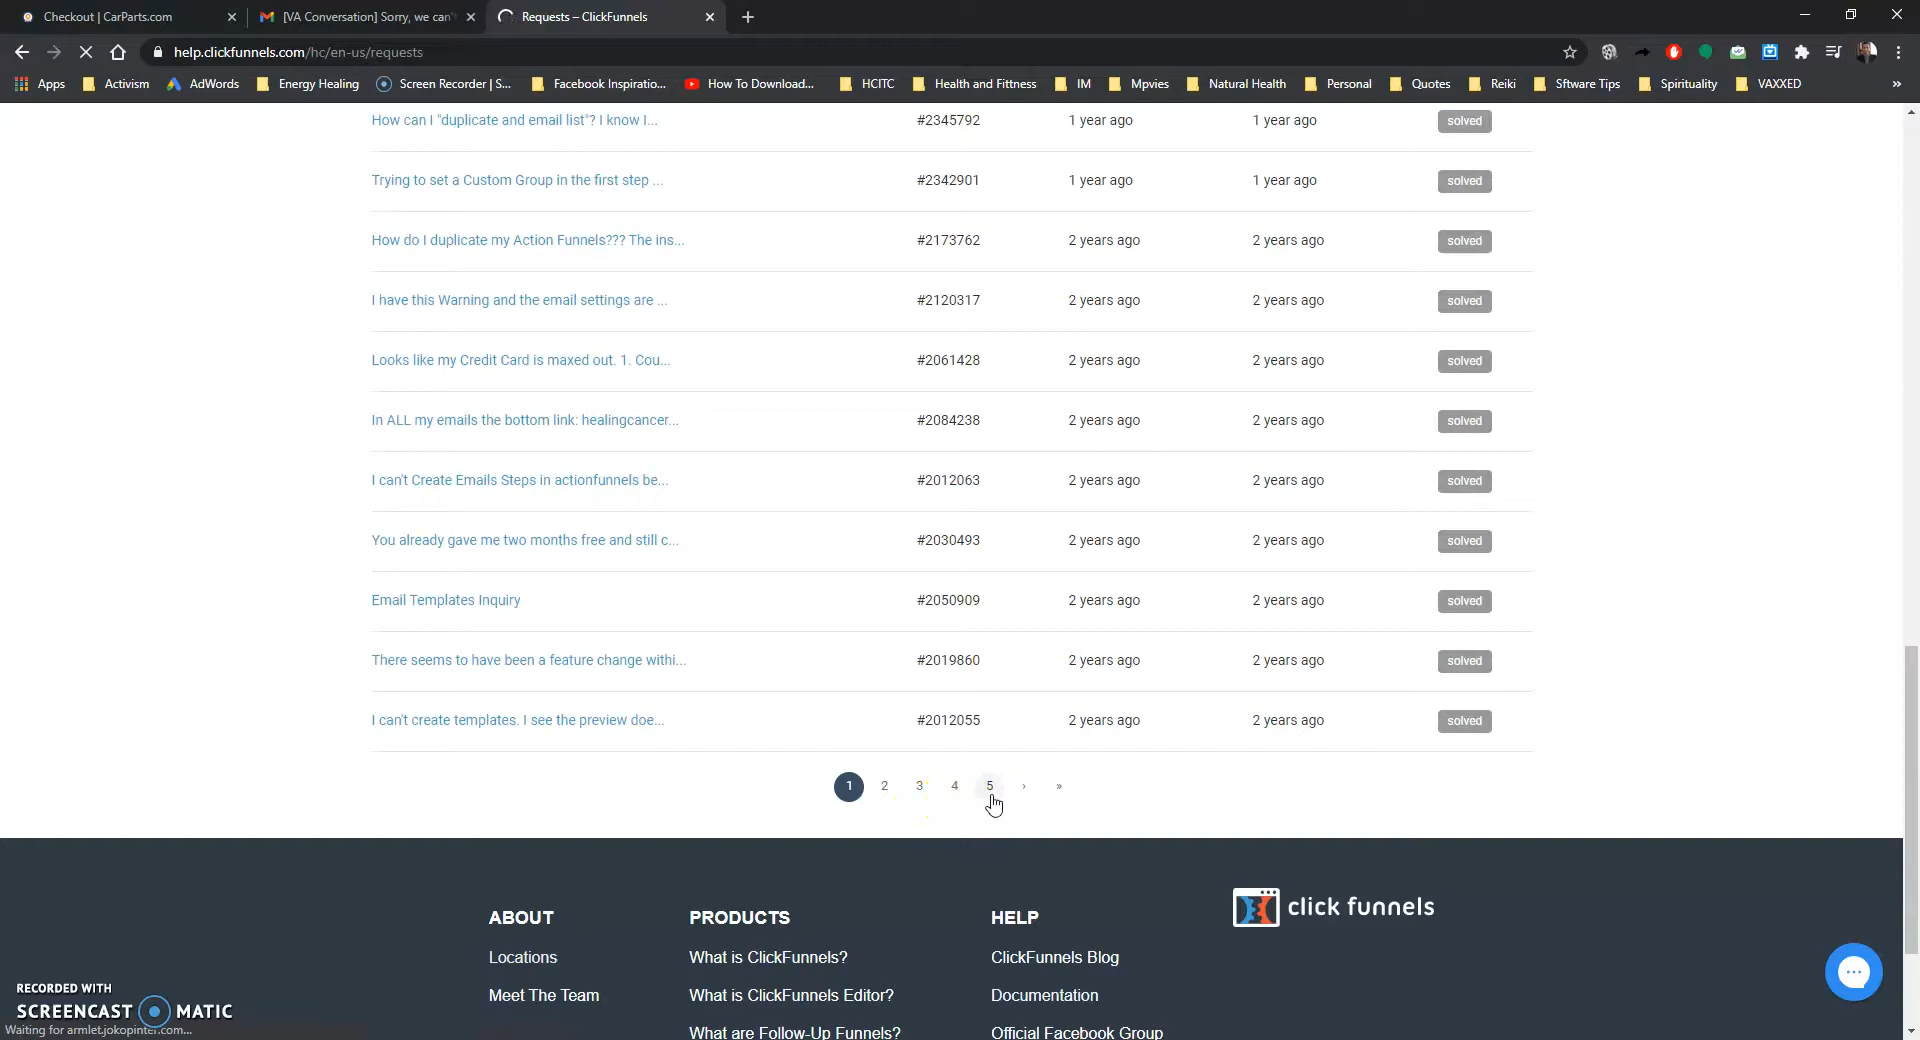 Checkout | CarParts.com
[VA Conversation] Sorry, we can't
Requests – ClickFunnels
help.clickfunnels.com/hc/en-us/requests
Apps
Activism
AdWords
Energy Healing
Screen Recorder | S...
Facebook Inspiratio...
How To Download...
HCITC
Health and Fitness
IM
Mpvies
Natural Health
Personal
Quotes
Reiki
Sftware Tips
Spirituality
VAXXED
»
How can I "duplicate and email list"? I know I... #2345792 1 year ago 1 year ago solved
Trying to set a Custom Group in the first step ... #2342901 1 year ago 1 year ago solved
How do I duplicate my Action Funnels??? The ins... #2173762 2 years ago 2 years ago solved
I have this Warning and the email settings are ... #2120317 2 years ago 2 years ago solved
Looks like my Credit Card is maxed out. 1. Cou... #2061428 2 years ago 2 years ago solved
In ALL my emails the bottom link: healingcancer... #2084238 2 years ago 2 years ago solved
I can't Create Emails Steps in actionfunnels be... #2012063 2 years ago 2 years ago solved
You already gave me two months free and still c... #2030493 2 years ago 2 years ago solved
Email Templates Inquiry #2050909 2 years ago 2 years ago solved
There seems to have been a feature change withi... #2019860 2 years ago 2 years ago solved
I can't create templates. I see the preview doe... #2012055 2 years ago 2 years ago solved
1 2 3 4 5 › »
click funnels
ABOUT
Locations
Meet The Team
PRODUCTS
What is ClickFunnels?
What is ClickFunnels Editor?
What are Follow-Up Funnels?
HELP
ClickFunnels Blog
Documentation
Official Facebook Group
RECORDED WITH
SCREENCAST MATIC
Waiting for armlet.jokopinter.com...